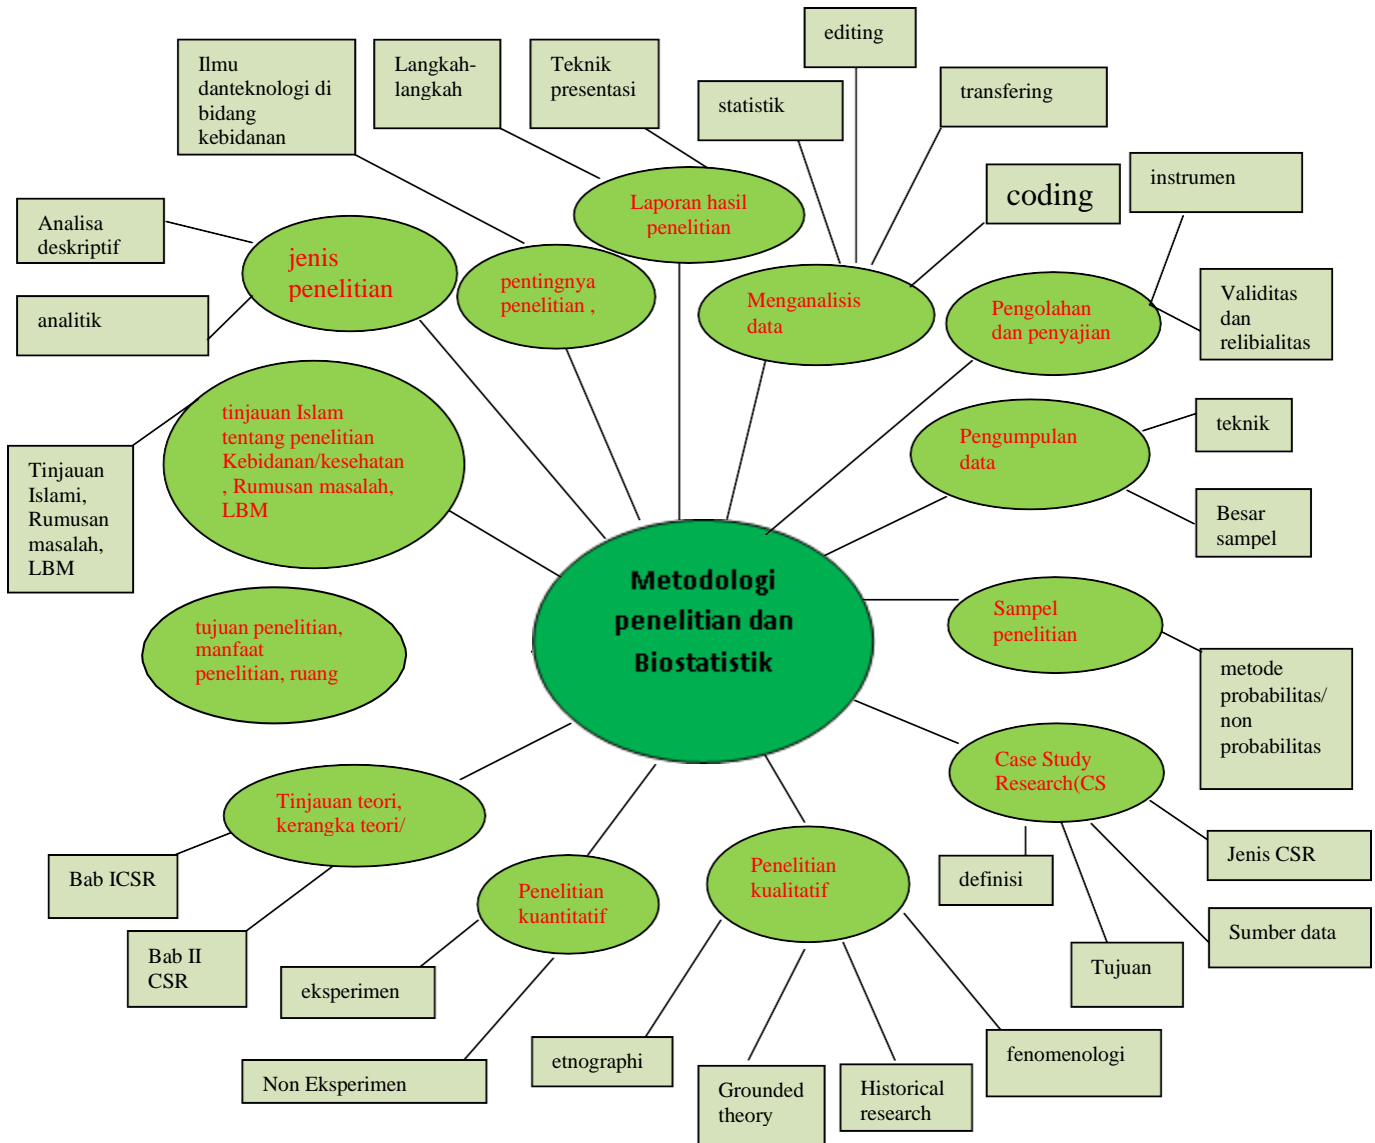 editing
Ilmu
danteknologi di
bidang
kebidanan
Langkah-
langkah
Teknik
presentasi
statistik
transfering
coding
instrumen
Analisa
deskriptif
jenis
penelitian
Laporan hasil
penelitian
pentingnya
penelitian ,
Menganalisis
data
Pengolahan
dan penyajian
Validitas
dan
relibialitas
analitik
tinjauan Islam
tentang penelitian
Kebidanan/kesehatan
, Rumusan masalah,
LBM
Pengumpulan
data
teknik
Tinjauan
Islami,
Rumusan
masalah,
LBM
Besar
sampel
Metodologi
penelitian dan
Biostatistik
tujuan penelitian,
manfaat
penelitian, ruang
Sampel
penelitian
metode
probabilitas/
non
probabilitas
Case Study
Research(CS
Tinjauan teori,
kerangka teori/
Jenis CSR
Bab ICSR
Penelitian
kuantitatif
Penelitian
kualitatif
definisi
Sumber data
Bab II
CSR
Tujuan
eksperimen
etnographi
fenomenologi
Non Eksperimen
Grounded
theory
Historical
research